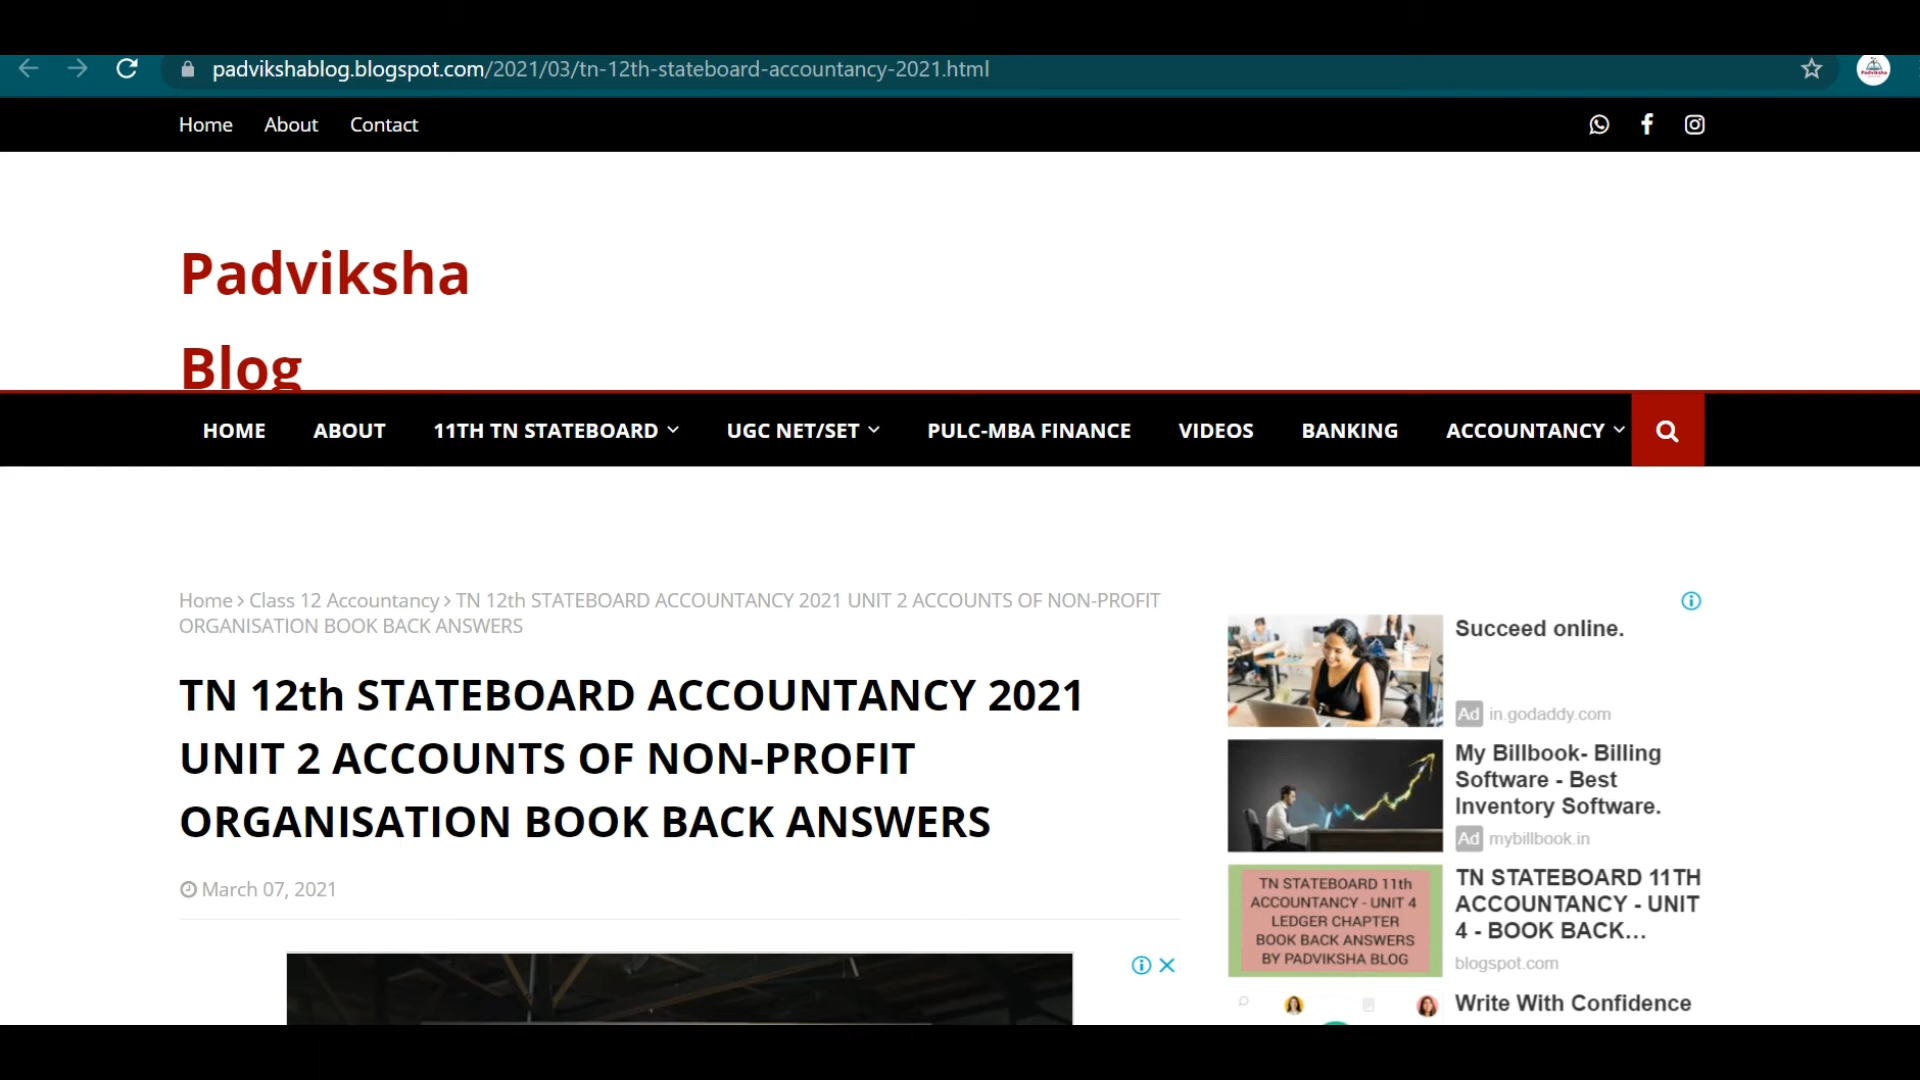 padvikshablog.blogspot.com/2021/03/tn-12th-stateboard-accountancy-2021.html
Home About Contact
Padviksha
Blog
HOME ABOUT 11TH TN STATEBOARD UGC NET/SET PULC-MBA FINANCE VIDEOS BANKING ACCOUNTANCY
Home > Class 12 Accountancy > TN 12th STATEBOARD ACCOUNTANCY 2021 UNIT 2 ACCOUNTS OF NON-PROFIT
ORGANISATION BOOK BACK ANSWERS
TN 12th STATEBOARD ACCOUNTANCY 2021
UNIT 2 ACCOUNTS OF NON-PROFIT
ORGANISATION BOOK BACK ANSWERS
March 07, 2021
Succeed online.
Ad in.godaddy.com
My Billbook- Billing
Software - Best
Inventory Software.
Ad mybillbook.in
TN STATEBOARD 11th
ACCOUNTANCY - UNIT 4
LEDGER CHAPTER
BOOK BACK ANSWERS
BY PADVIKSHA BLOG
TN STATEBOARD 11TH
ACCOUNTANCY - UNIT
4 - BOOK BACK...
blogspot.com
Write With Confidence